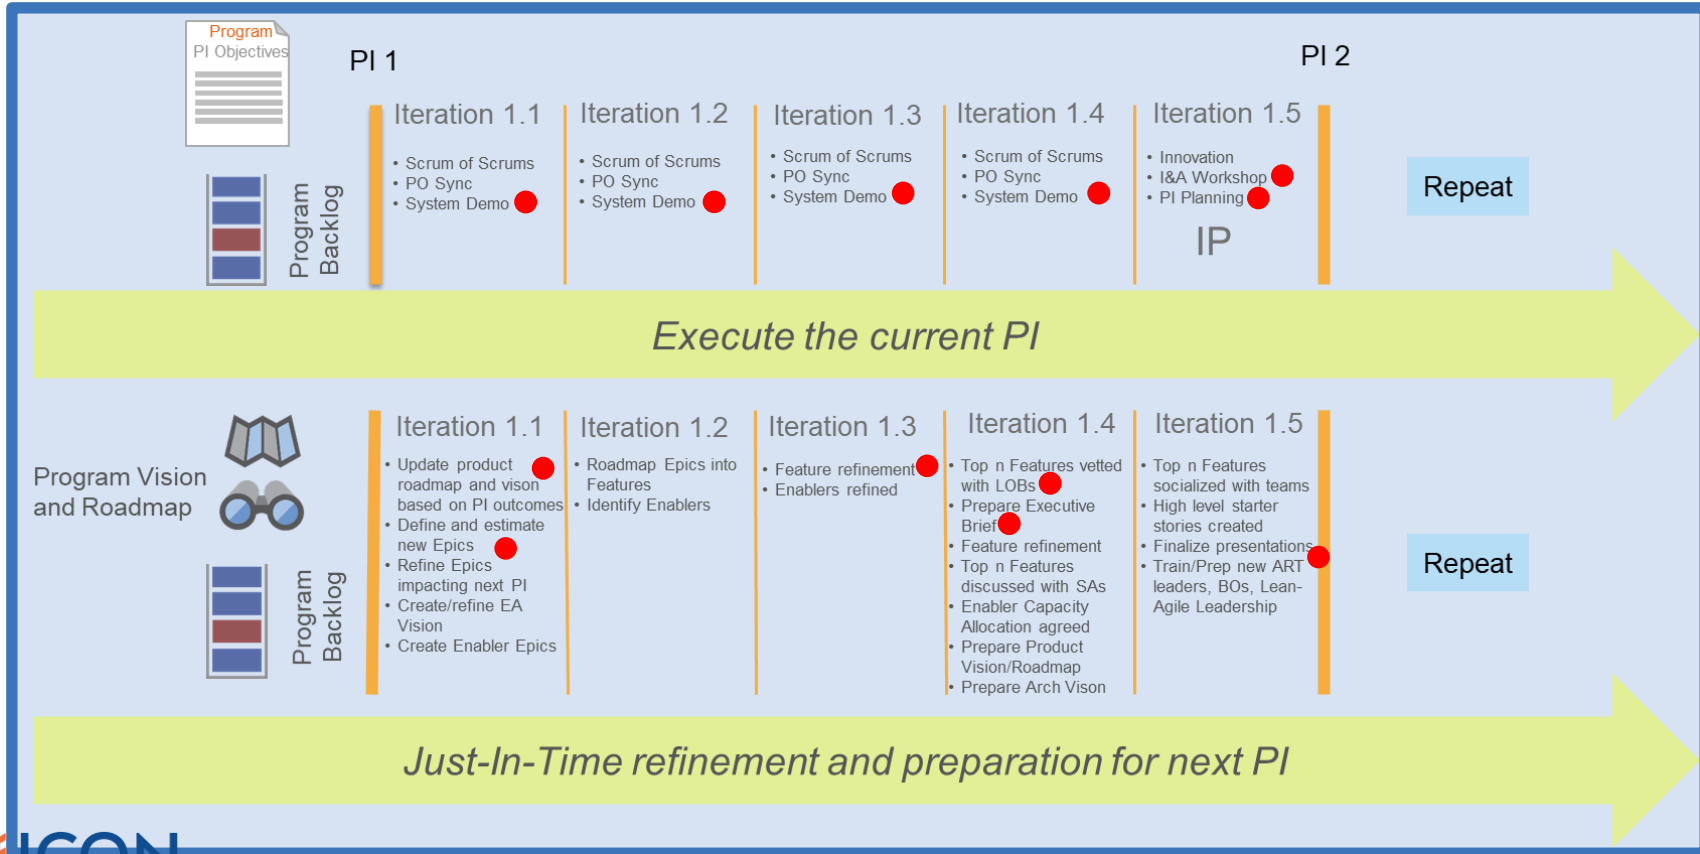 Program
PI Objectives
PI 1
PI 2
Iteration 1.1
• Scrum of Scrums
• PO Sync
• System Demo
Iteration 1.2
• Scrum of Scrums
• PO Sync
• System Demo
Iteration 1.3
• Scrum of Scrums
• PO Sync
• System Demo
Iteration 1.4
• Scrum of Scrums
• PO Sync
• System Demo
Iteration 1.5
• Innovation
• I&A Workshop
• PI Planning
IP
Repeat
Program
Backlog
Execute the current PI
Program Vision
and Roadmap
Iteration 1.1
• Update product
roadmap and vison
based on PI outcomes
• Define and estimate
new Epics
• Refine Epics
impacting next PI
• Create/refine EA
Vision
• Create Enabler Epics
Iteration 1.2
• Roadmap Epics into
Features
• Identify Enablers
Iteration 1.3
• Feature refinement
• Enablers refined
Iteration 1.4
• Top n Features vetted
with LOBs
• Prepare Executive
Brief
• Feature refinement
• Top n Features
discussed with SAs
• Enabler Capacity
Allocation agreed
• Prepare Product
Vision/Roadmap
• Prepare Arch Vison
Iteration 1.5
• Top n Features
socialized with teams
• High level starter
stories created
• Finalize presentations
• Train/Prep new ART
leaders, BOs, Lean-
Agile Leadership
Repeat
Program
Backlog
Just-In-Time refinement and preparation for next PI
ICON